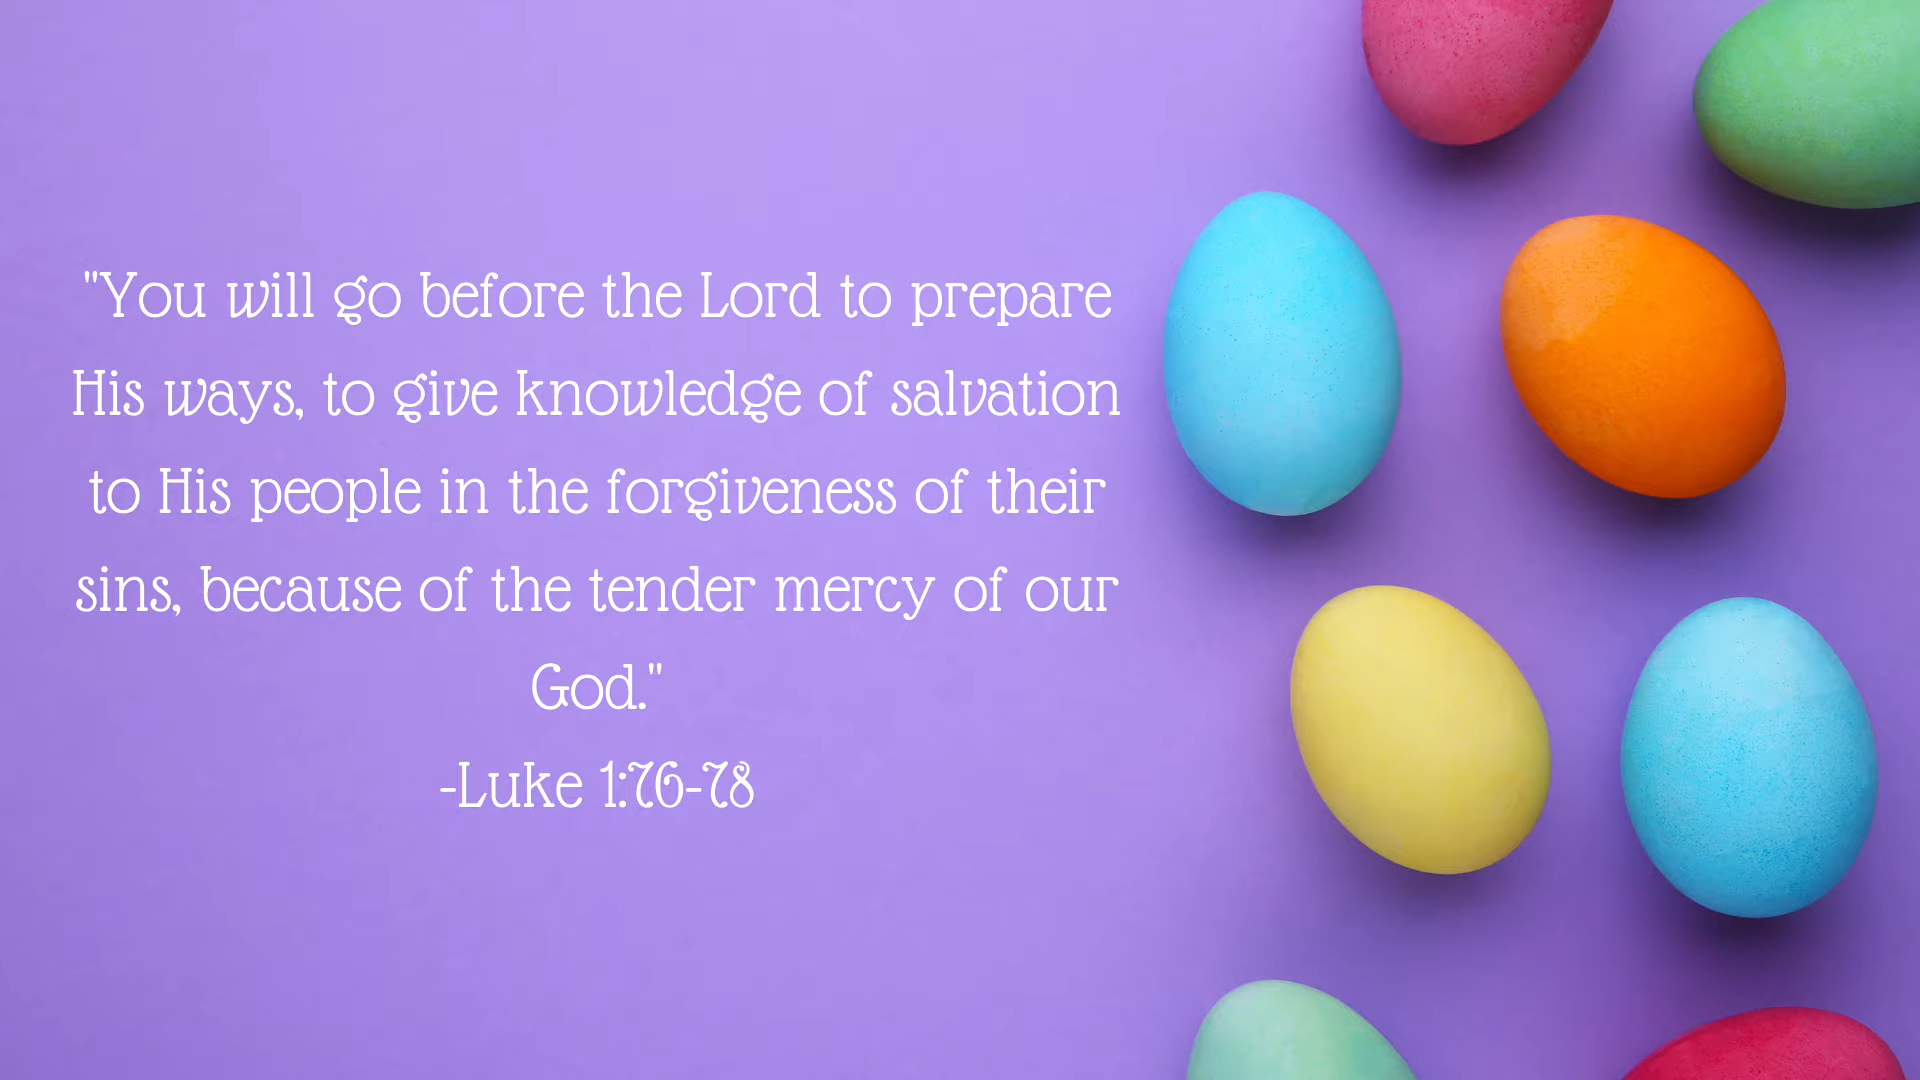 "You will go before the Lord to prepare
His ways, to give knowledge of salvation
to His people in the forgiveness of their
sins, because of the tender mercy of our
God."
-Luke 1:76-78